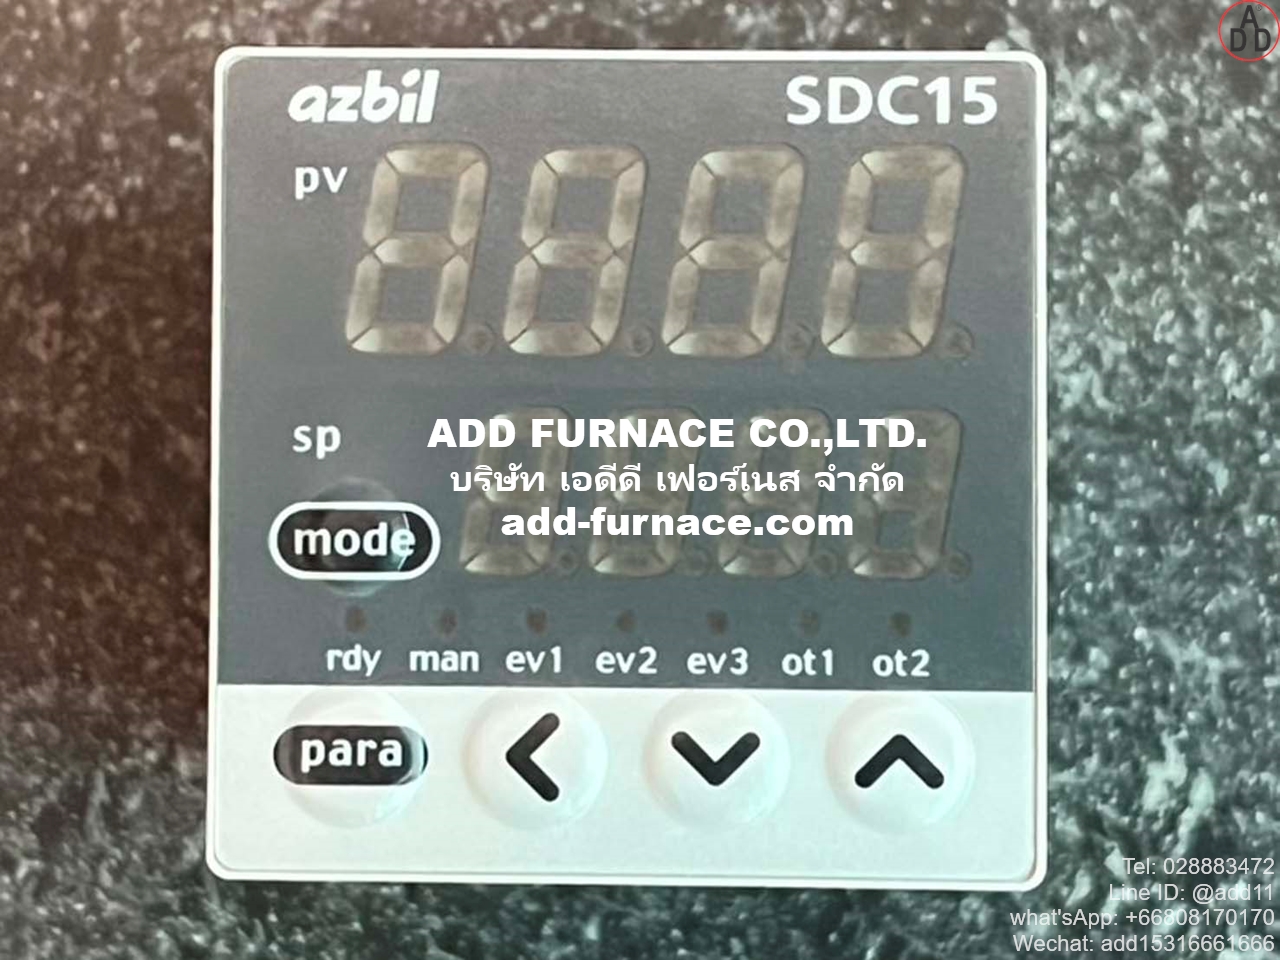 ADD
azbil SDC15
pv
sp
ADD FURNACE CO.,LTD.
บริษัท เอดีดี เฟอร์เนส จำกัด
add-furnace.com
mode
rdy man ev1 ev2 ev3 ot1 ot2
para
Tel: 028883472
Line ID: @add11
what'sApp: +66808170170
Wechat: add15316661666